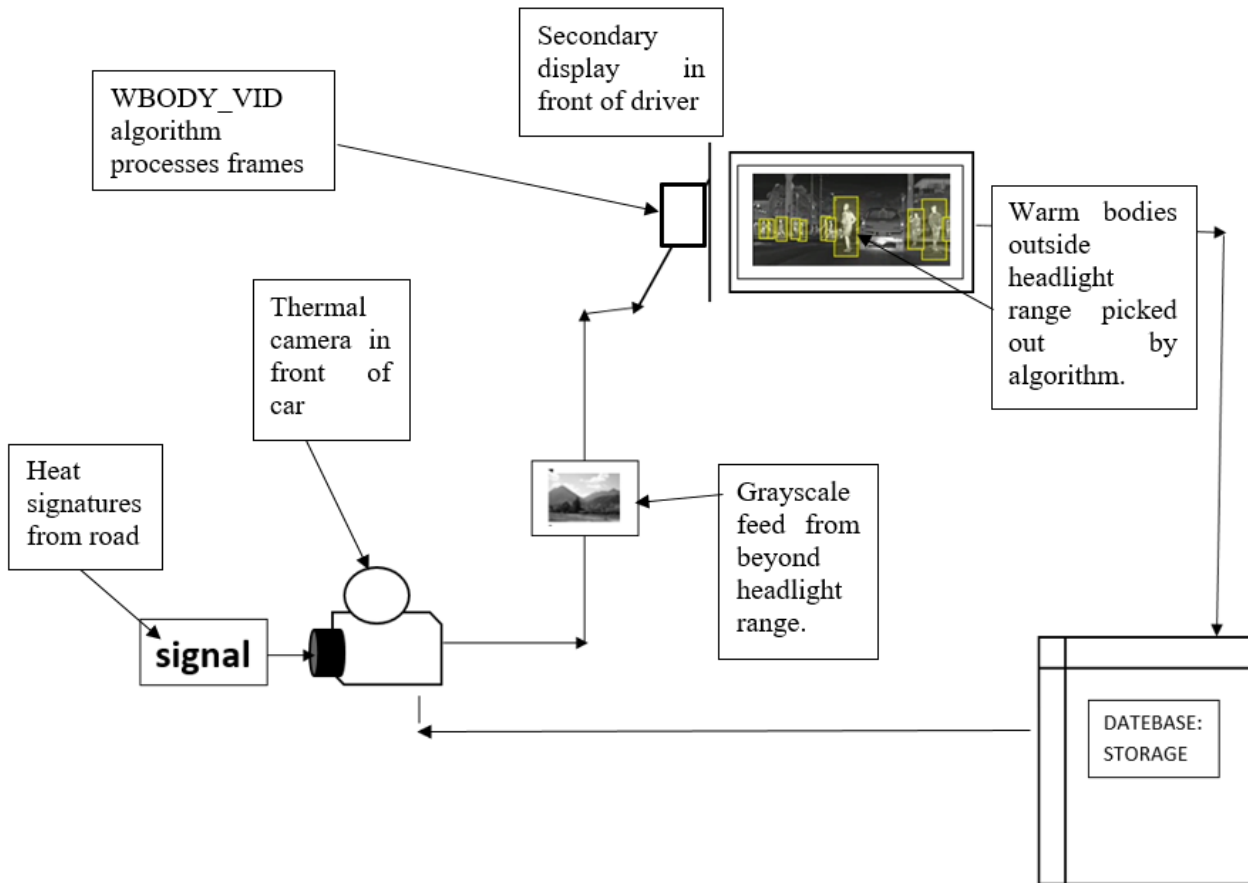 Secondary
display in
front of driver
WBODY_VID
algorithm
processes frames
Warm bodies
outside
headlight
range picked
out by
algorithm.
Thermal
camera in
front of
car
Heat
signatures
from road
Grayscale
feed from
beyond
headlight
range.
signal
DATEBASE:
STORAGE